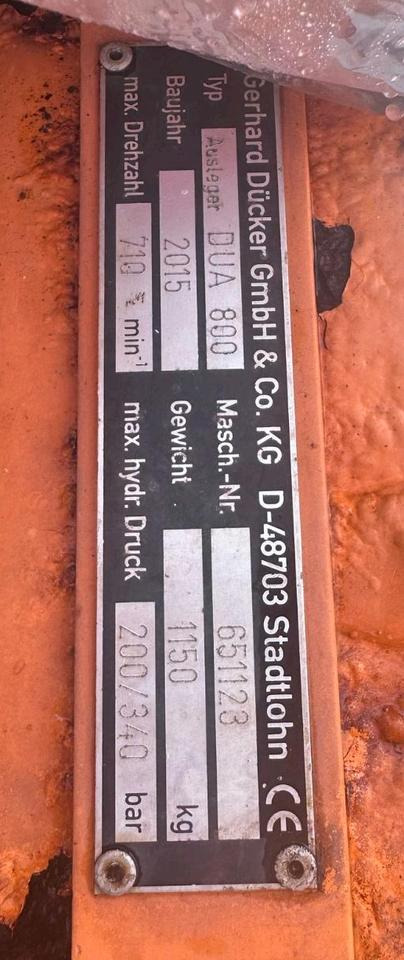 Gerhard Dücker GmbH & Co. KG D-48703 Stadtlohn CE
Typ Ausleger DUA 800 Masch.-Nr. 651123
Baujahr 2015 Gewicht 1150 kg
max. Drehzahl 710 min⁻¹ max. hydr. Druck 200/340 bar